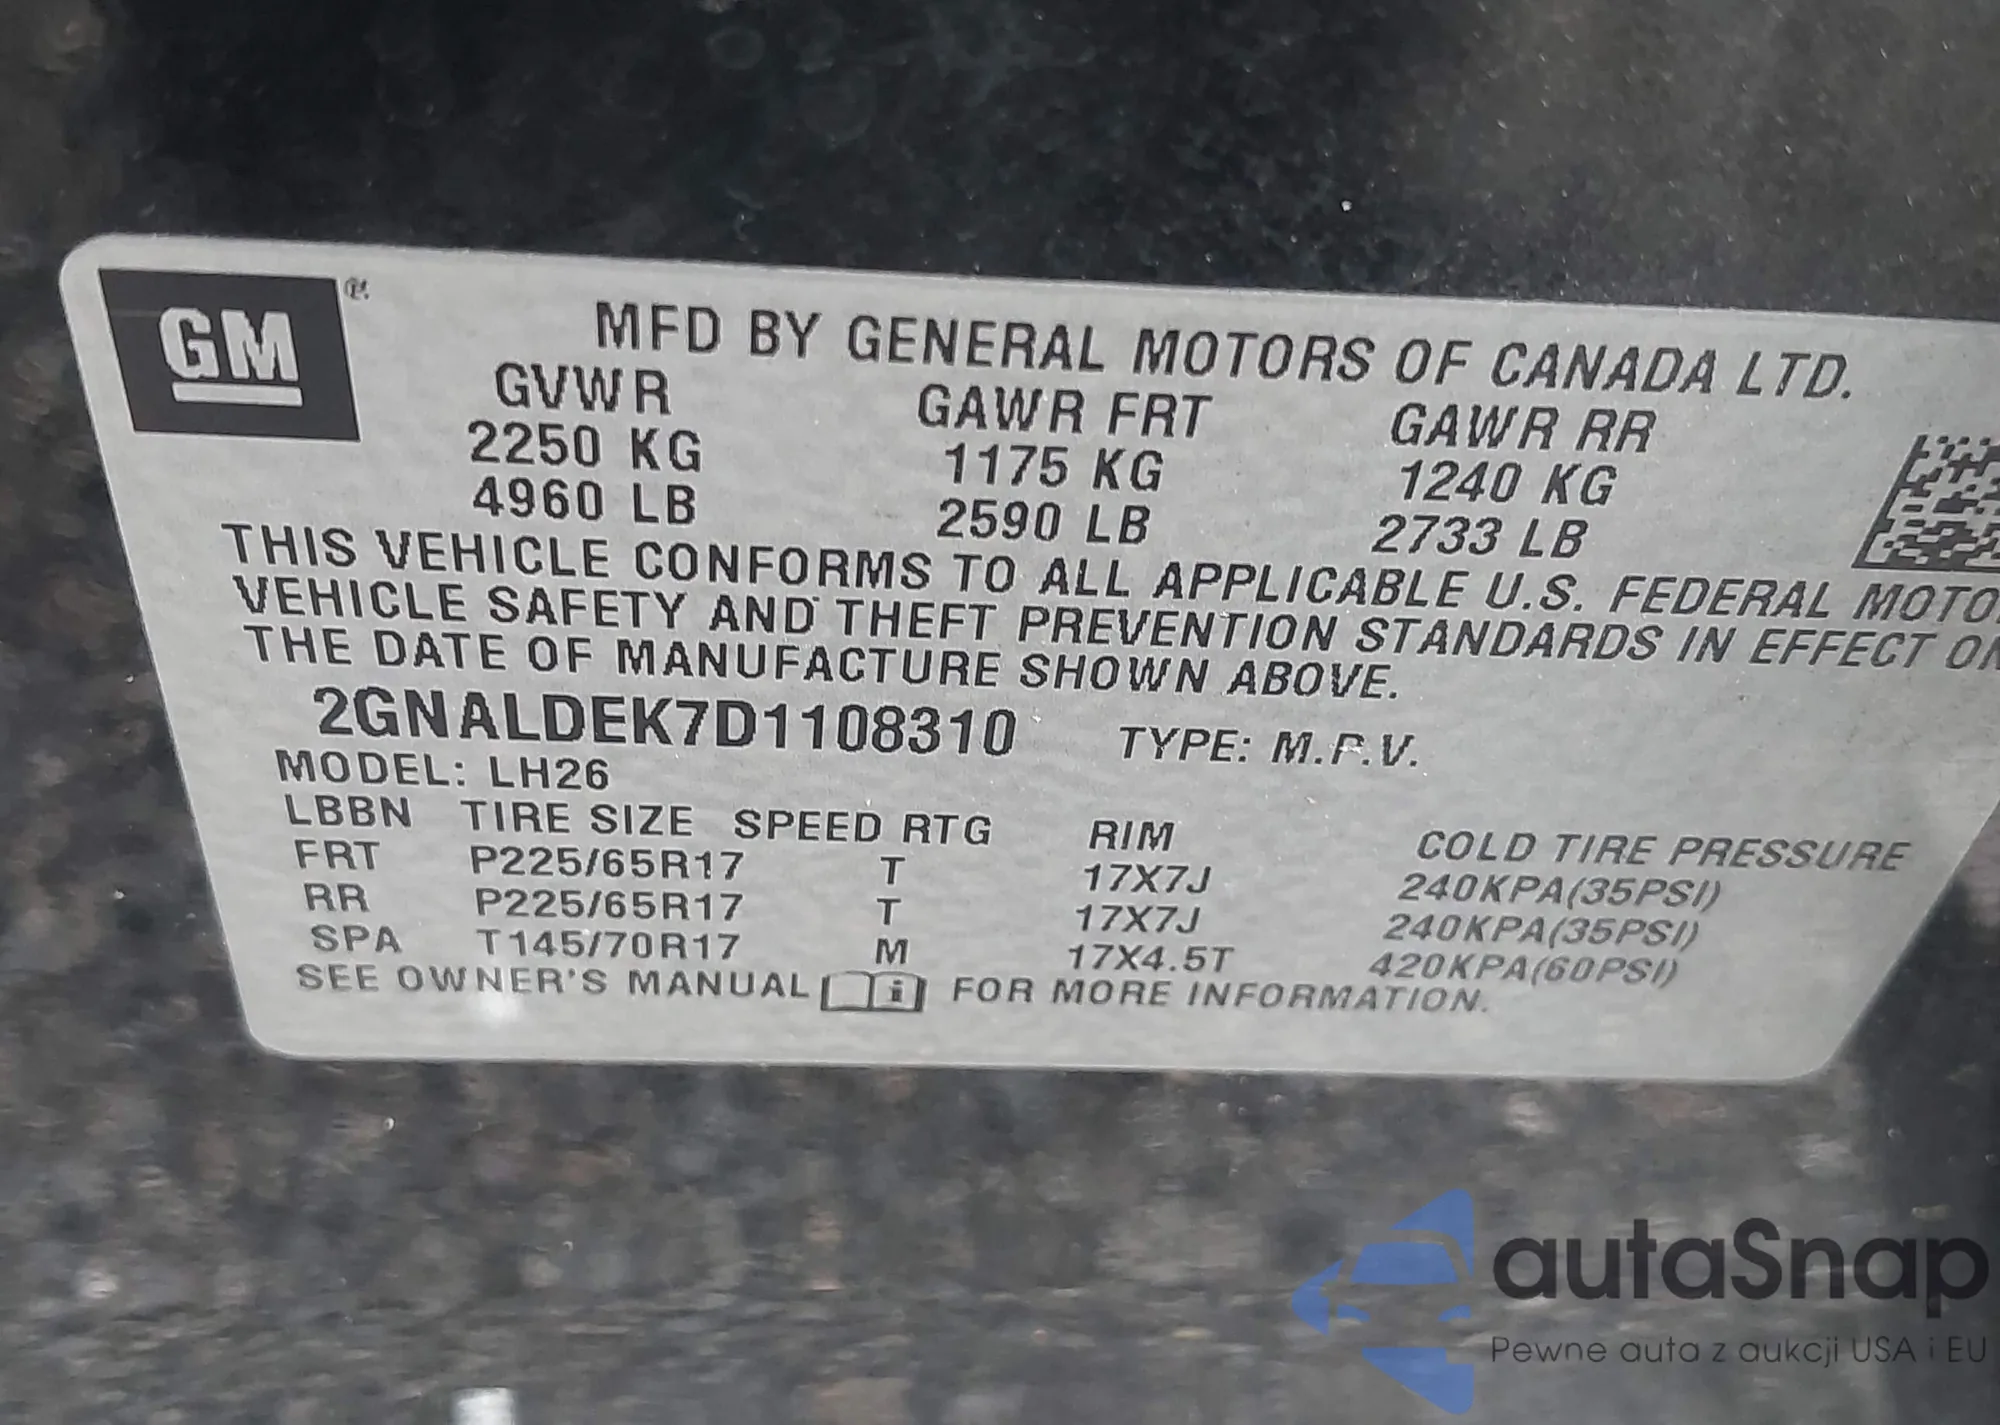 GM ®
MFD BY GENERAL MOTORS OF CANADA LTD.
GVWR GAWR FRT GAWR RR
2250 KG 1175 KG 1240 KG
4960 LB 2590 LB 2733 LB
THIS VEHICLE CONFORMS TO ALL APPLICABLE U.S. FEDERAL MOTO
VEHICLE SAFETY AND THEFT PREVENTION STANDARDS IN EFFECT ON
THE DATE OF MANUFACTURE SHOWN ABOVE.
2GNALDEK7D1108310 TYPE: M.P.V.
MODEL: LH26
LBBN TIRE SIZE SPEED RTG RIM COLD TIRE PRESSURE
FRT P225/65R17 T 17X7J 240KPA(35PSI)
RR P225/65R17 T 17X7J 240KPA(35PSI)
SPA T145/70R17 M 17X4.5T 420KPA(60PSI)
SEE OWNER'S MANUAL i FOR MORE INFORMATION.
autaSnap
Pewne auta z aukcji USA i EU